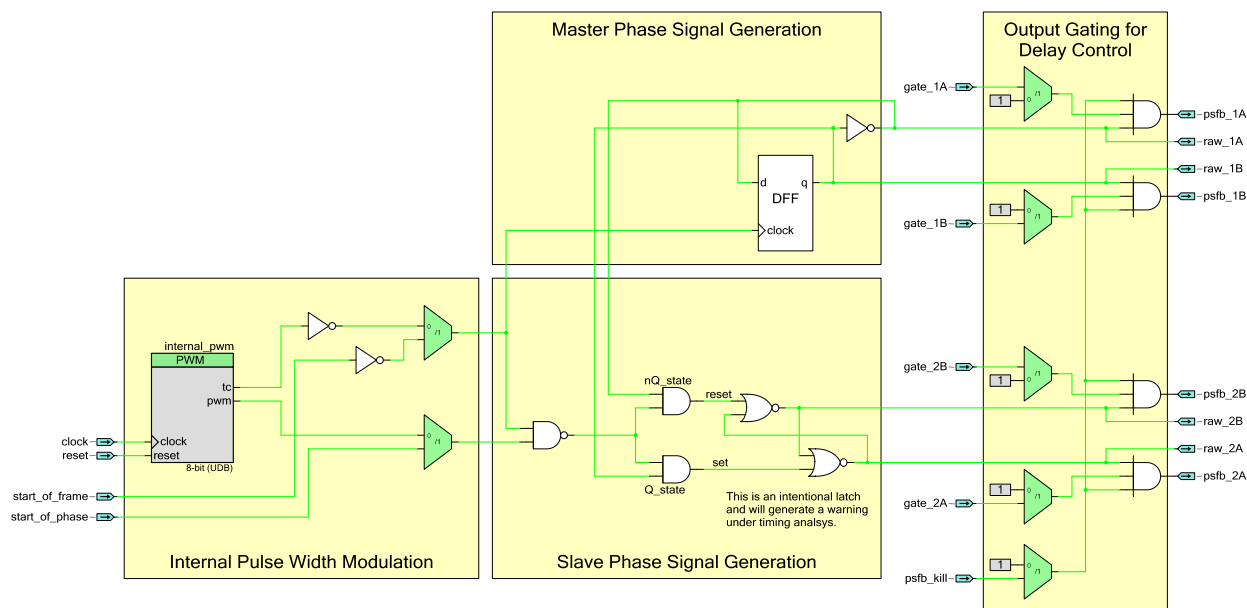 Master Phase Signal Generation
d
q
DFF
clock
Output Gating for
Delay Control
gate_1A
1
0
/1
psfb_1A
raw_1A
raw_1B
1
0
/1
psfb_1B
gate_1B
internal_pwm
PWM
tc
pwm
clock
reset
8-bit (UDB)
clock
reset
start_of_frame
start_of_phase
0
/1
0
/1
Internal Pulse Width Modulation
nQ_state
reset
set
Q_state
This is an intentional latch
and will generate a warning
under timing analsys.
Slave Phase Signal Generation
gate_2B
1
0
/1
psfb_2B
raw_2B
raw_2A
1
0
/1
psfb_2A
gate_2A
1
0
/1
psfb_kill